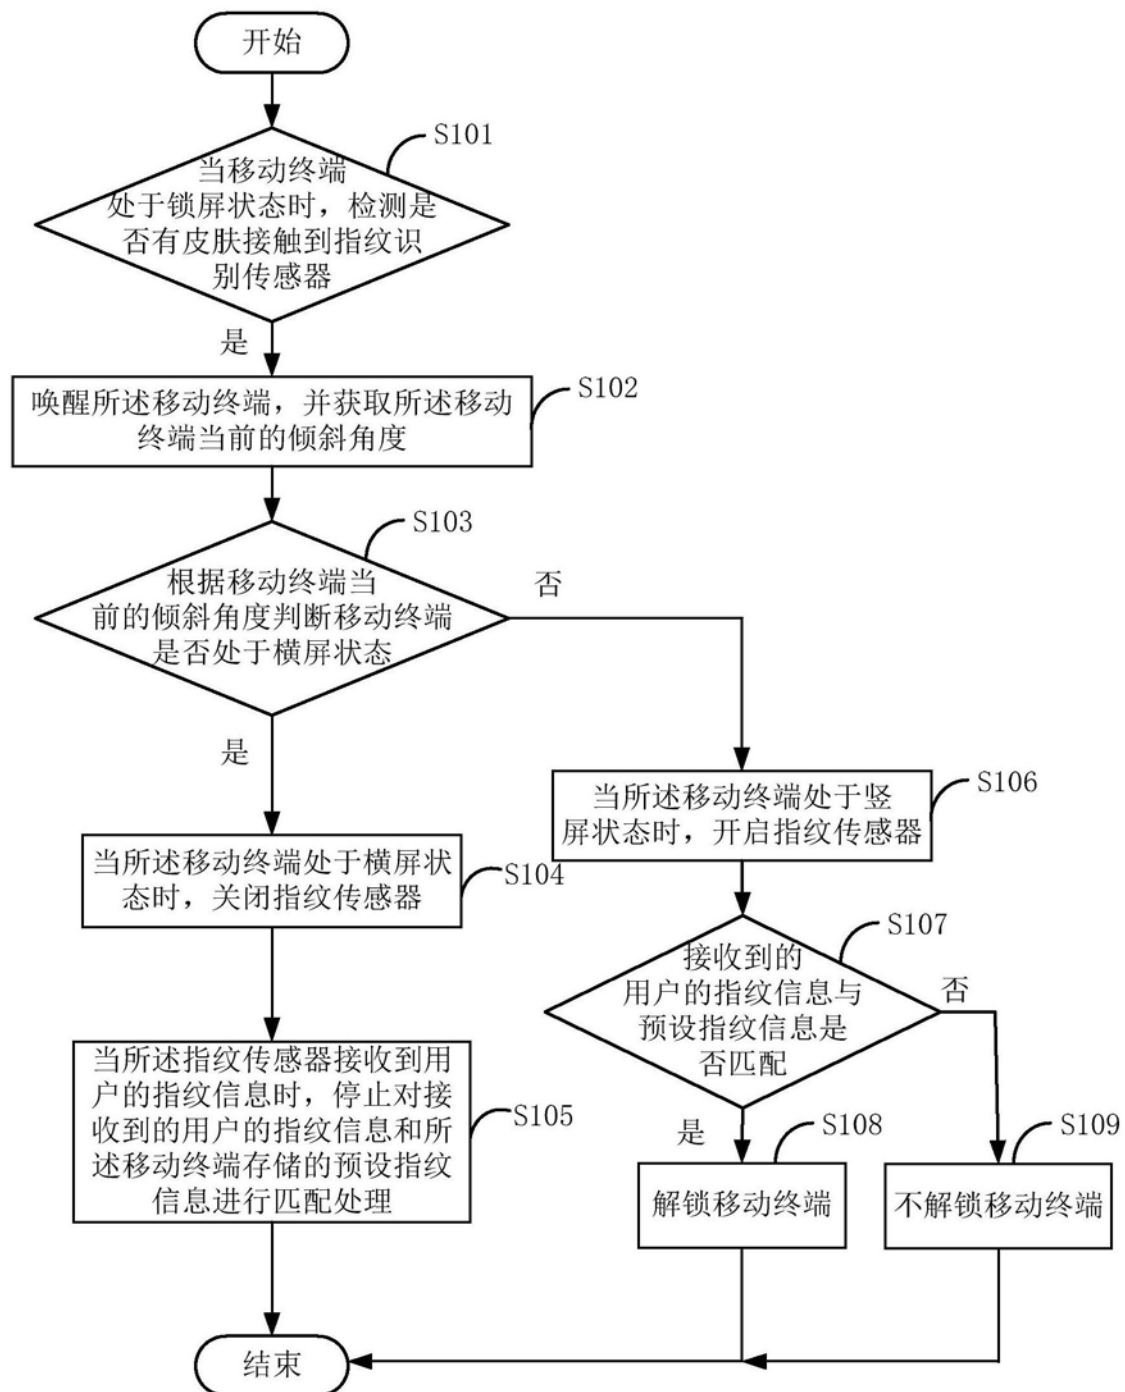 开始
S101
当移动终端
处于锁屏状态时，检测是
否有皮肤接触到指纹识
别传感器
是
S102
唤醒所述移动终端，并获取所述移动
终端当前的倾斜角度
S103
根据移动终端当
前的倾斜角度判断移动终端
是否处于横屏状态
否
是
S106
当所述移动终端处于竖
屏状态时，开启指纹传感器
S104
当所述移动终端处于横屏状
态时，关闭指纹传感器
S107
接收到的
用户的指纹信息与
预设指纹信息是
否匹配
否
S105
当所述指纹传感器接收到用
户的指纹信息时，停止对接
收到的用户的指纹信息和所
述移动终端存储的预设指纹
信息进行匹配处理
是
S108
解锁移动终端
S109
不解锁移动终端
结束